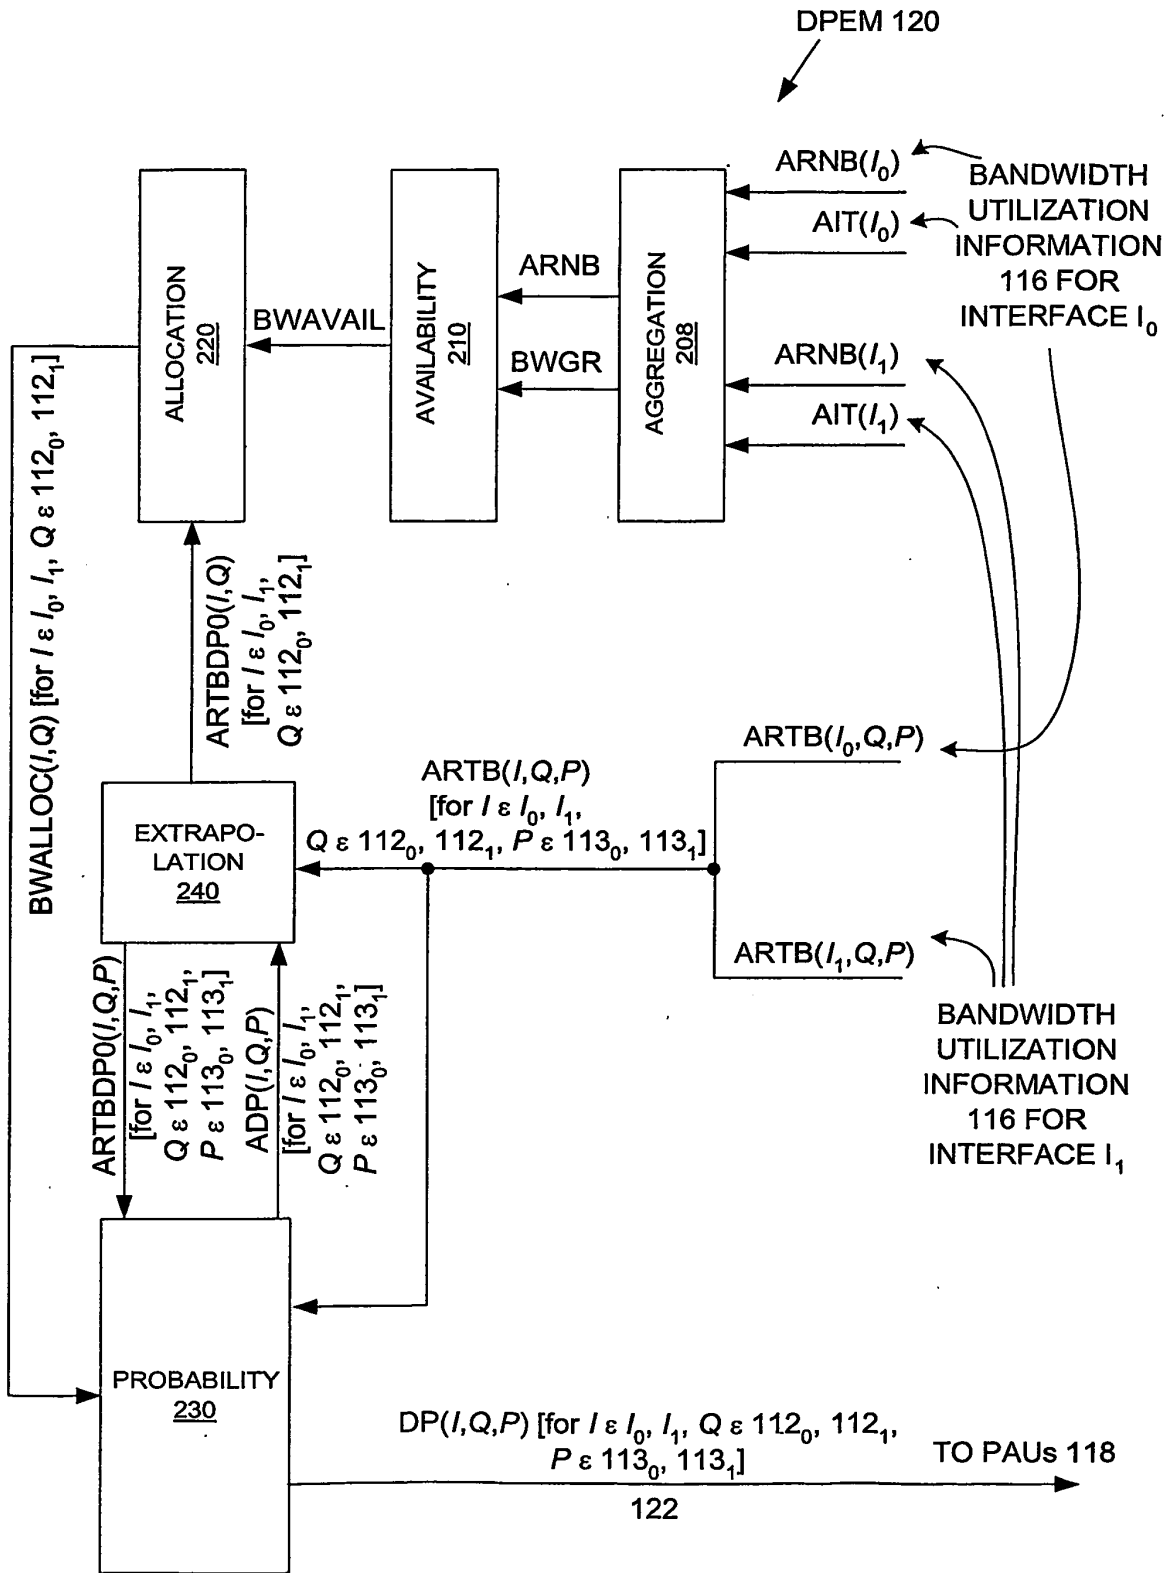 DPEM 120
ARNB(I₀)
AIT(I₀)
ARNB(I₁)
AIT(I₁)
BANDWIDTH
UTILIZATION
INFORMATION
116 FOR
INTERFACE I₀
AGGREGATION
208
ARNB
BWGR
AVAILABILITY
210
BWAVAIL
ALLOCATION
220
BWALLOC(I,Q) [for I ε I₀, I₁, Q ε 112₀, 112₁]
ARTBDP0(I,Q)
[for I ε I₀, I₁,
Q ε 112₀, 112₁]
ARTB(I₀,Q,P)
ARTB(I,Q,P)
[for I ε I₀, I₁,
Q ε 112₀, 112₁, P ε 113₀, 113₁]
EXTRAPO-
LATION
240
ARTB(I₁,Q,P)
BANDWIDTH
UTILIZATION
INFORMATION
116 FOR
INTERFACE I₁
ARTBDP0(I,Q,P)
[for I ε I₀, I₁,
Q ε 112₀, 112₁,
P ε 113₀, 113₁]
ADP(I,Q,P)
[for I ε I₀, I₁,
Q ε 112₀, 112₁,
P ε 113₀, 113₁]
PROBABILITY
230
DP(I,Q,P) [for I ε I₀, I₁, Q ε 112₀, 112₁,
P ε 113₀, 113₁]
122
TO PAUs 118